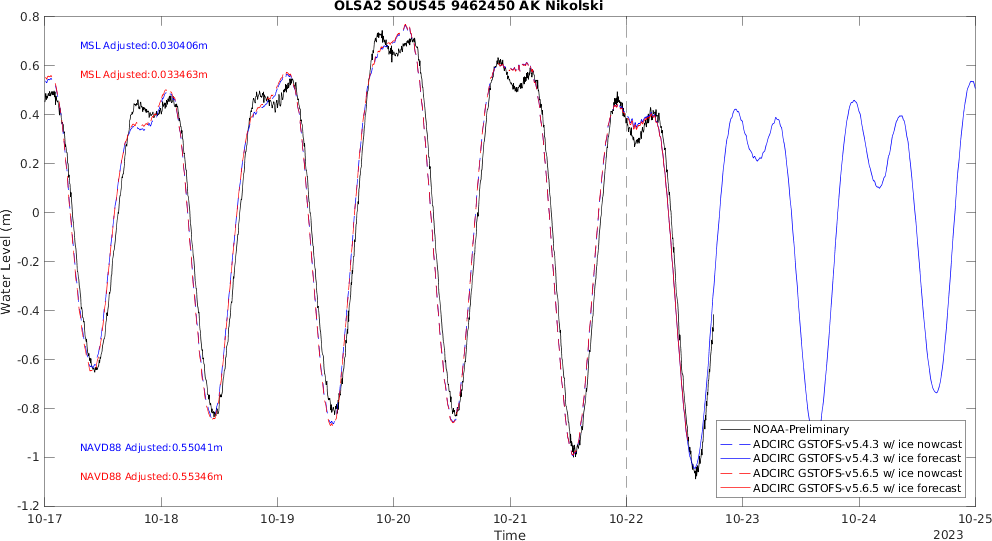 OLSA2 SOUS45 9462450 AK Nikolski
0.8
0.6
0.4
0.2
0
-0.2
-0.4
-0.6
-0.8
-1
-1.2
Water Level (m)
MSL Adjusted:0.030406m
MSL Adjusted:0.033463m
NAVD88 Adjusted:0.55041m
NAVD88 Adjusted:0.55346m
NOAA-Preliminary
ADCIRC GSTOFS-v5.4.3 w/ ice nowcast
ADCIRC GSTOFS-v5.4.3 w/ ice forecast
ADCIRC GSTOFS-v5.6.5 w/ ice nowcast
ADCIRC GSTOFS-v5.6.5 w/ ice forecast
10-17 10-18 10-19 10-20 10-21 10-22 10-23 10-24 10-25
Time
2023